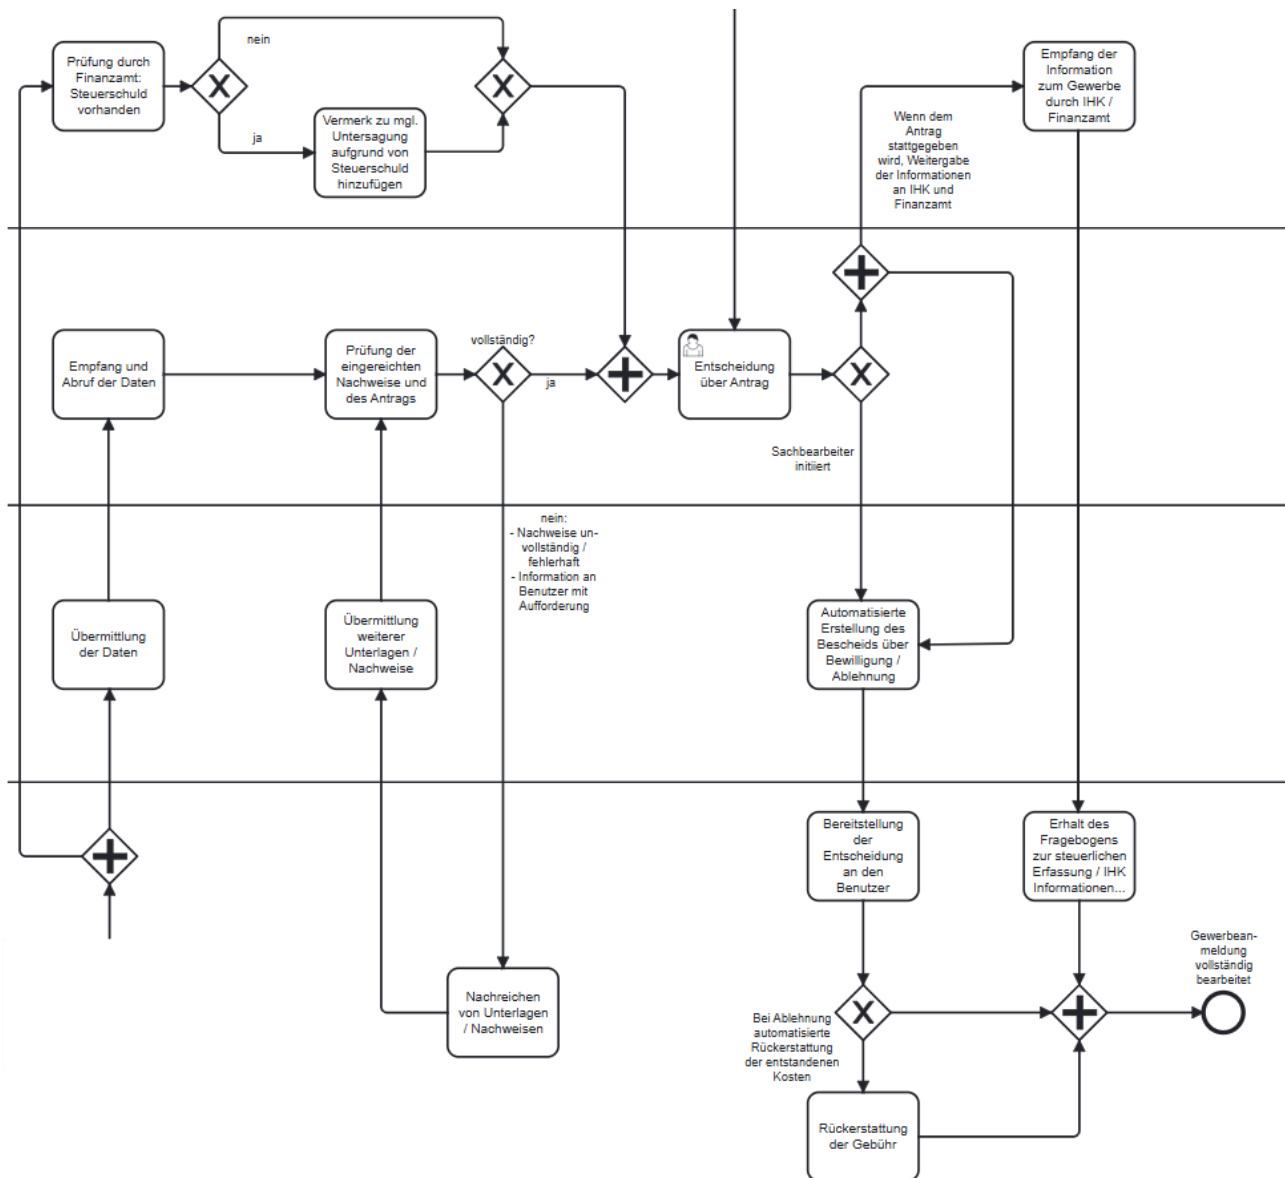 nein
Prüfung durch
Finanzamt:
Steuerschuld
vorhanden
ja
Vermerk zu mgl.
Untersagung
aufgrund von
Steuerschuld
hinzufügen
Wenn dem
Antrag
stattgegeben
wird, Weitergabe
der Informationen
an IHK und
Finanzamt
Empfang der
Information
zum Gewerbe
durch IHK /
Finanzamt
Empfang und
Abruf der Daten
Prüfung der
eingereichten
Nachweise und
des Antrags
vollständig?
ja
Entscheidung
über Antrag
Sachbearbeiter
initiiert
nein:
- Nachweise un-
vollständig /
fehlerhaft
- Information an
Benutzer mit
Aufforderung
Übermittlung
der Daten
Übermittlung
weiterer
Unterlagen /
Nachweise
Automatisierte
Erstellung des
Bescheids über
Bewilligung /
Ablehnung
Bereitstellung
der
Entscheidung
an den
Benutzer
Erhalt des
Fragebogens
zur steuerlichen
Erfassung / IHK
Informationen...
Nachreichen
von Unterlagen
/ Nachweisen
Bei Ablehnung
automatisierte
Rückerstattung
der entstandenen
Kosten
Gewerbean-
meldung
vollständig
bearbeitet
Rückerstattung
der Gebühr